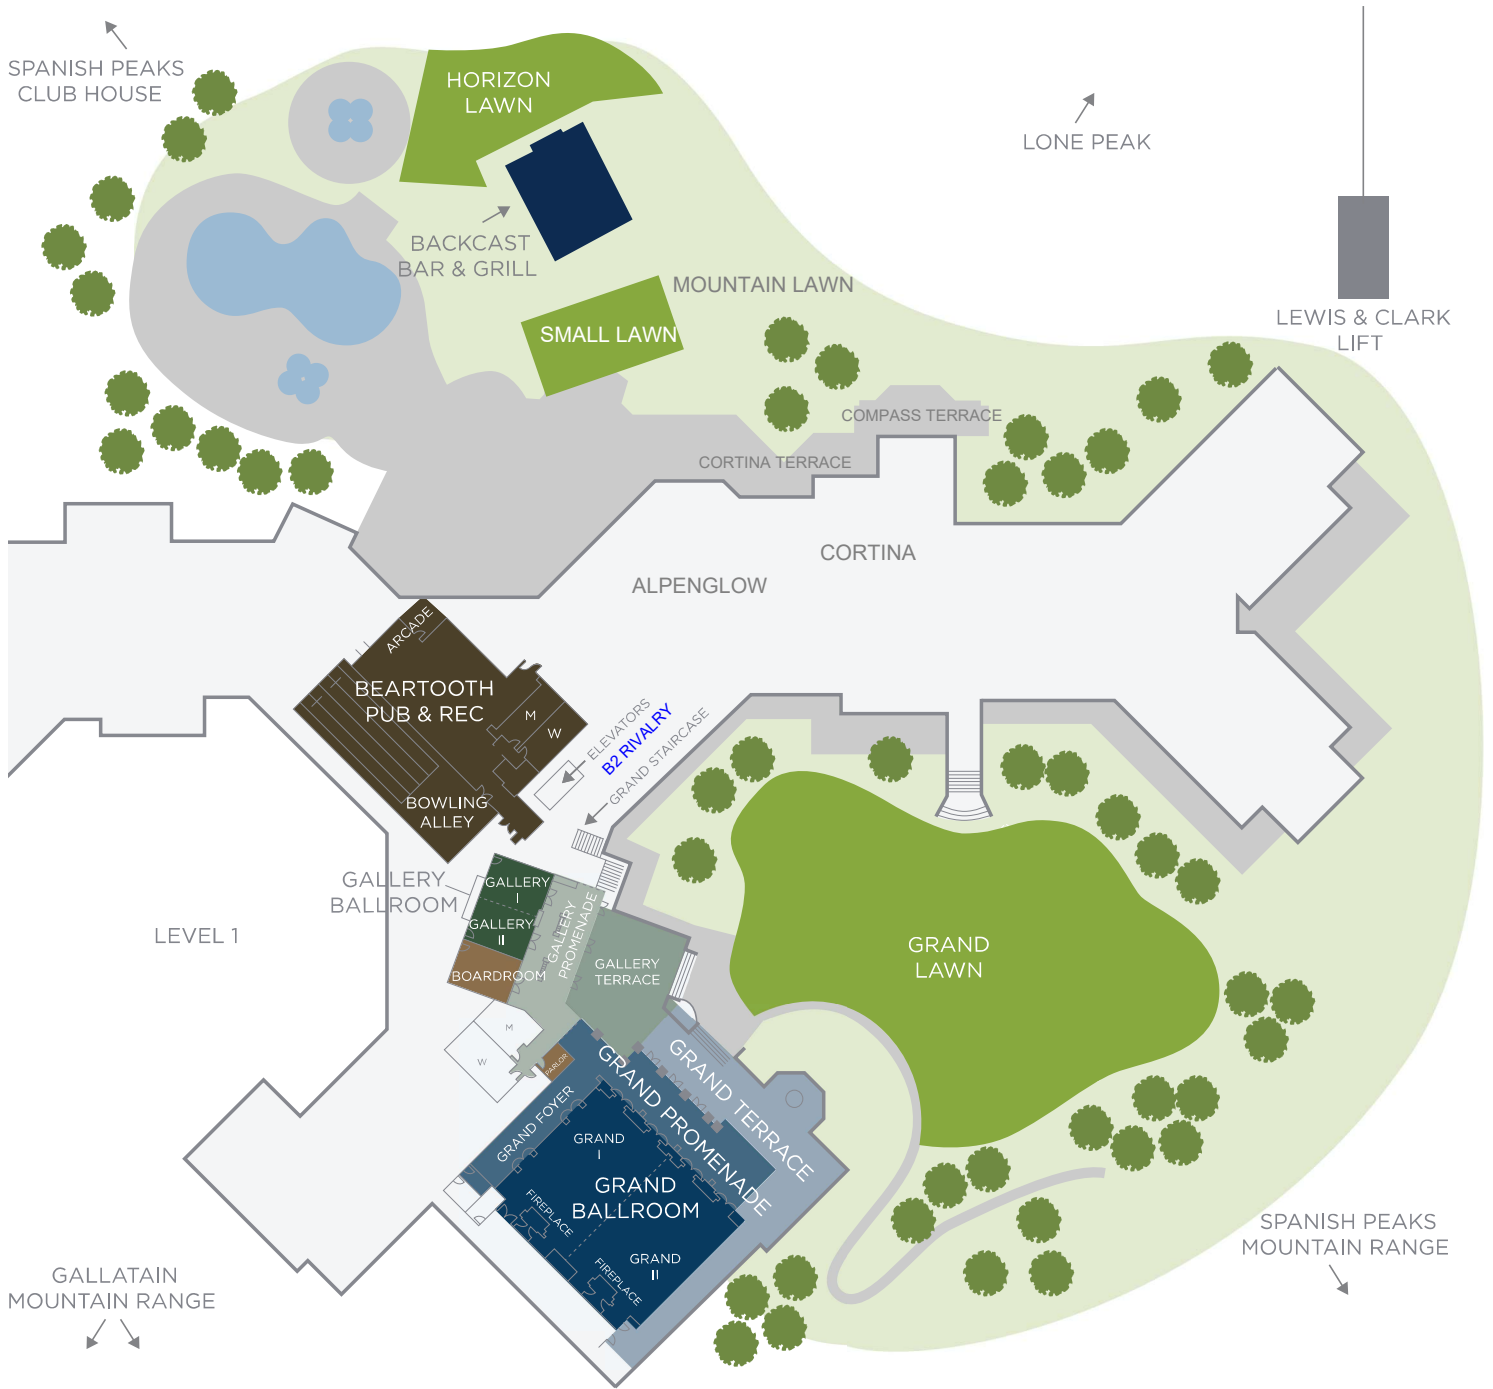 SPANISH PEAKS
CLUB HOUSE
HORIZON
LAWN
LONE PEAK
BACKCAST
BAR & GRILL
MOUNTAIN LAWN
SMALL LAWN
LEWIS & CLARK
LIFT
COMPASS TERRACE
CORTINA TERRACE
CORTINA
ALPENGLOW
ARCADE
BEARTOOTH
PUB & REC
M
W
ELEVATORS
B2 RIVALRY
GRAND STAIRCASE
BOWLING
ALLEY
GALLERY
BALLROOM
GALLERY
I
GALLERY
II
GALLERY
PROMENADE
BOARDROOM
GALLERY
TERRACE
LEVEL 1
GRAND
LAWN
M
W
PARLOR
GRAND TERRACE
GRAND PROMENADE
GRAND FOYER
GRAND
I
GRAND
BALLROOM
FIREPLACE
GRAND
II
FIREPLACE
SPANISH PEAKS
MOUNTAIN RANGE
GALLATAIN
MOUNTAIN RANGE